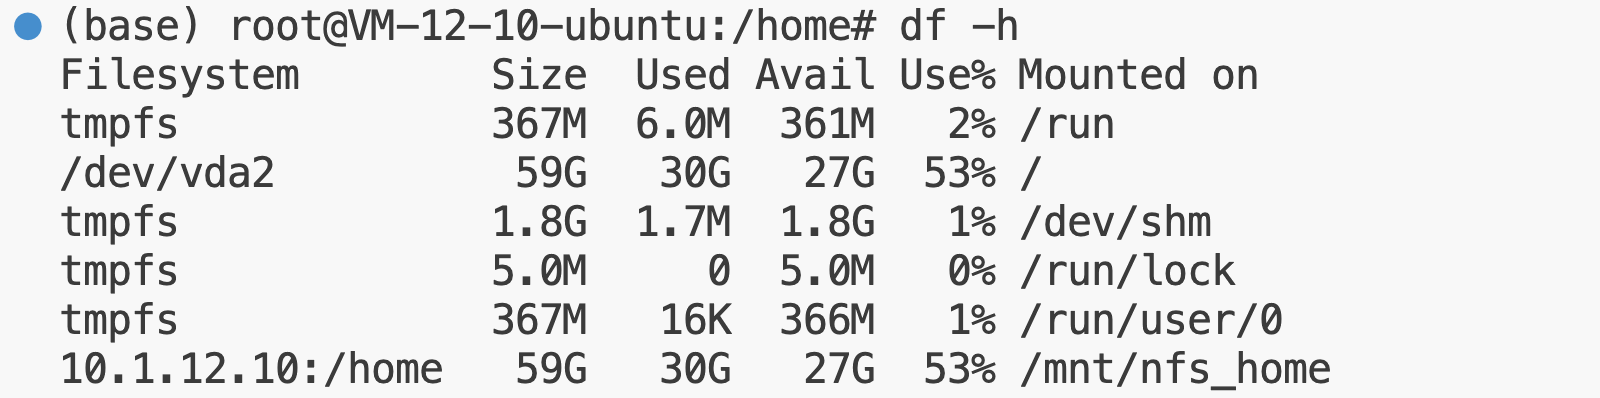 (base) root@VM-12-10-ubuntu:/home# df -h
Filesystem        Size  Used Avail Use% Mounted on
tmpfs             367M  6.0M  361M   2% /run
/dev/vda2          59G   30G   27G  53% /
tmpfs             1.8G  1.7M  1.8G   1% /dev/shm
tmpfs             5.0M     0  5.0M   0% /run/lock
tmpfs             367M   16K  366M   1% /run/user/0
10.1.12.10:/home   59G   30G   27G  53% /mnt/nfs_home